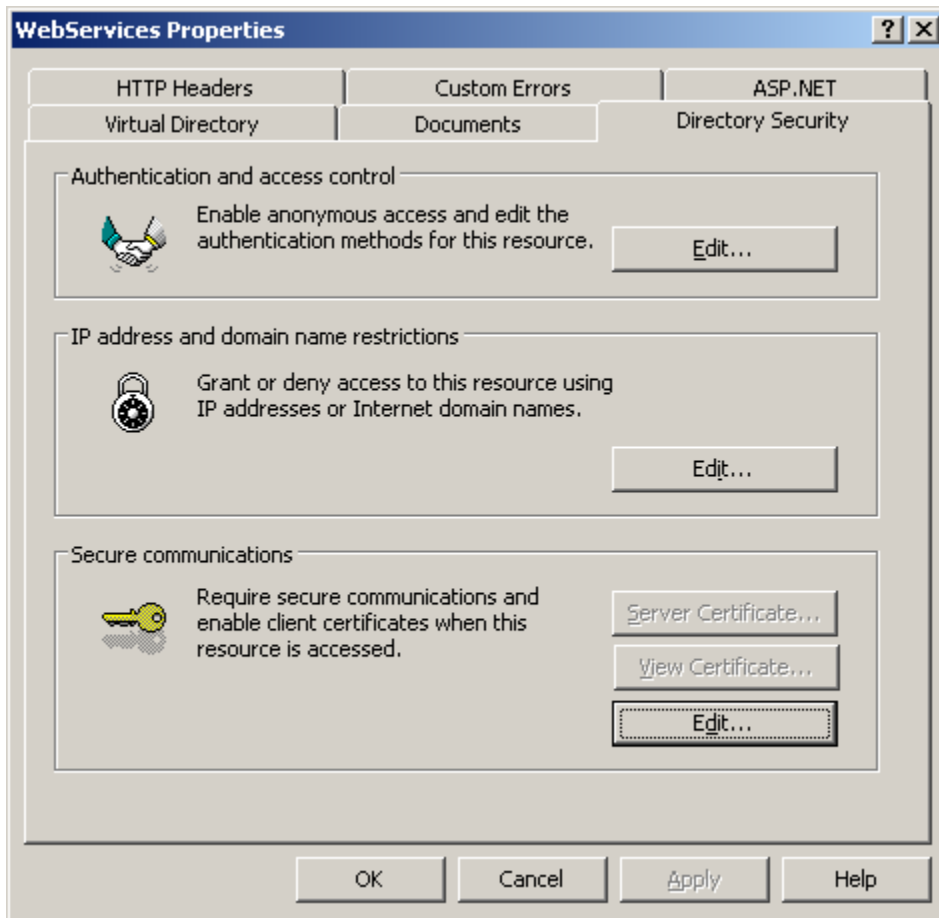 WebServices Properties
HTTP Headers
Custom Errors
ASP.NET
Virtual Directory
Documents
Directory Security
Authentication and access control
Enable anonymous access and edit the
authentication methods for this resource.
Edit...
IP address and domain name restrictions
Grant or deny access to this resource using
IP addresses or Internet domain names.
Edit...
Secure communications
Require secure communications and
enable client certificates when this
resource is accessed.
Server Certificate...
View Certificate...
Edit...
OK
Cancel
Apply
Help